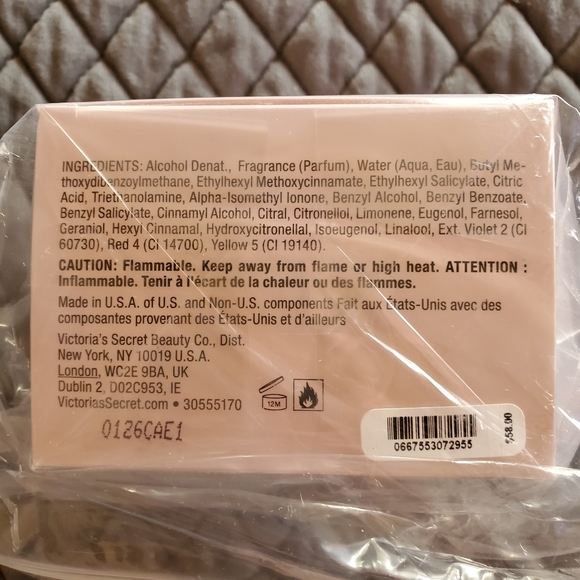 INGREDIENTS: Alcohol Denat., Fragrance (Parfum), Water (Aqua, Eau), Butyl Me-
thoxydibenzoylmethane, Ethylhexyl Methoxycinnamate, Ethylhexyl Salicylate, Citric
Acid, Triethanolamine, Alpha-Isomethyl Ionone, Benzyl Alcohol, Benzyl Benzoate,
Benzyl Salicylate, Cinnamyl Alcohol, Citral, Citronellol, Limonene, Eugenol, Farnesol,
Geraniol, Hexyl Cinnamal, Hydroxycitronellal, Isoeugenol, Linalool, Ext. Violet 2 (CI
60730), Red 4 (CI 14700), Yellow 5 (CI 19140).
CAUTION: Flammable. Keep away from flame or high heat. ATTENTION :
Inflammable. Tenir à l'écart de la chaleur ou des flammes.
Made in U.S.A. of U.S. and Non-U.S. components Fait aux États-Unis avec des
composantes provenant des États-Unis et d'ailleurs
Victoria's Secret Beauty Co., Dist.
New York, NY 10019 U.S.A.
London, WC2E 9BA, UK
Dublin 2, D02C953, IE
VictoriasSecret.com • 30555170
12M
0126CAE1
0667553072955
$58.00